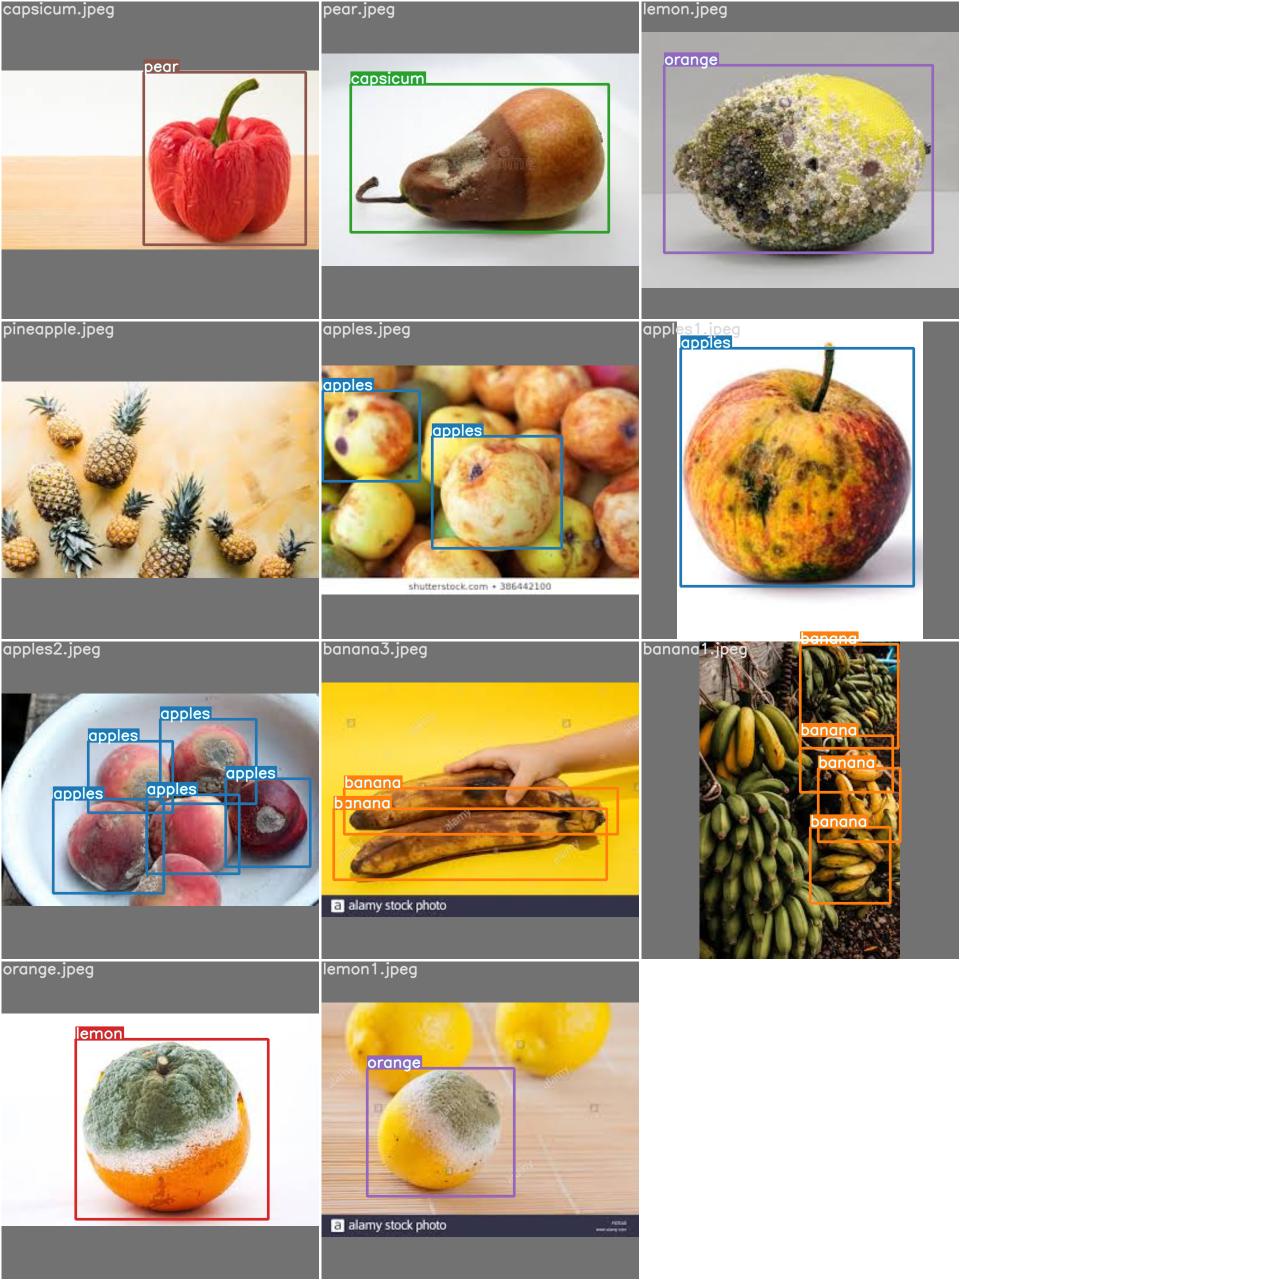 capsicum.jpeg
pear.jpeg
lemon.jpeg
pear
capsicum
orange
pineapple.jpeg
apples.jpeg
apples1.jpeg
apples
apples
apples
shutterstock.com • 386442100
apples2.jpeg
banana3.jpeg
banana1.jpeg
apples
apples
apples
apples
apples
banana
banana
a alamy stock photo
banana
banana
banana
banana
orange.jpeg
lemon1.jpeg
lemon
orange
alamy
alamy
a alamy stock photo